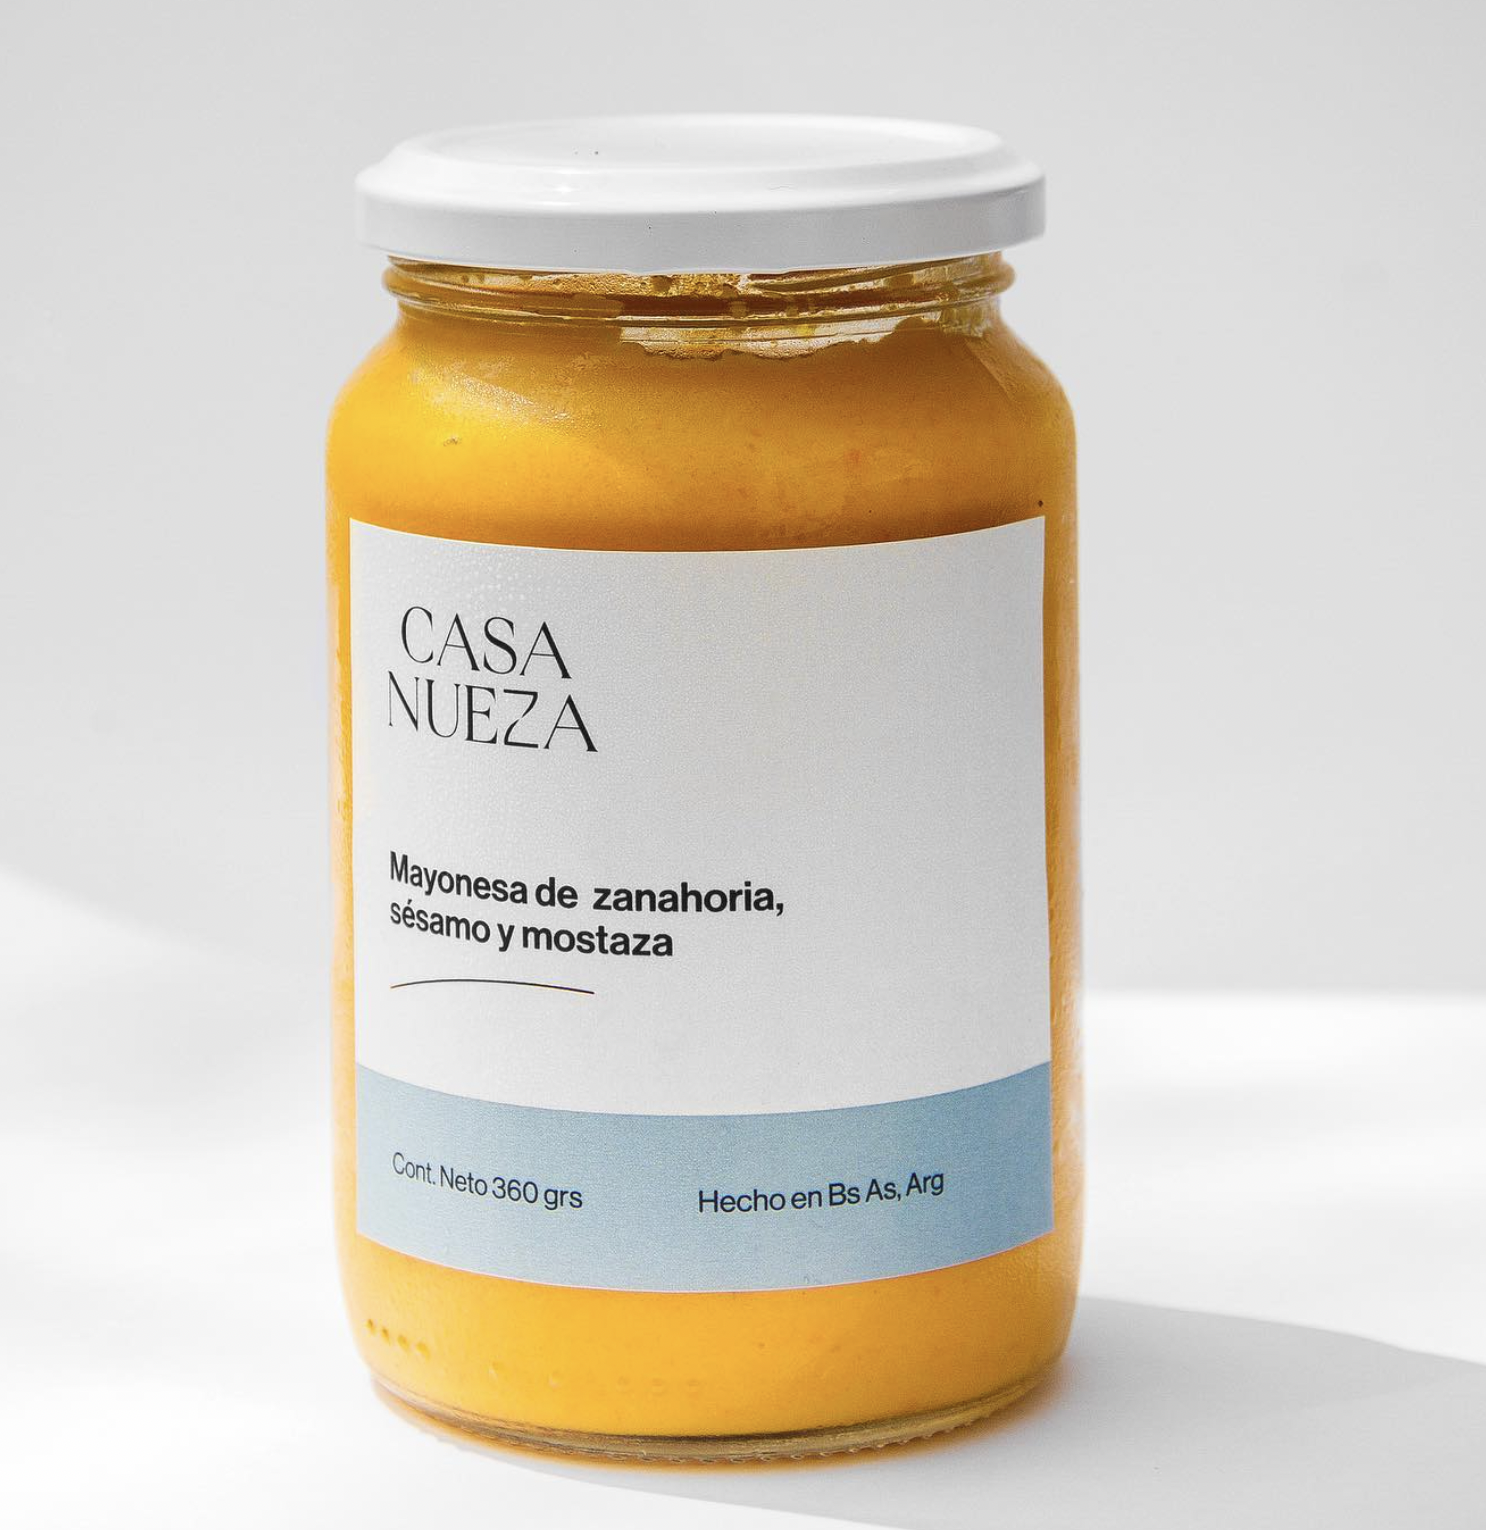 CASA
NUEZA
Mayonesa de zanahoria,
sésamo y mostaza
Cont. Neto 360 grs
Hecho en Bs As, Arg